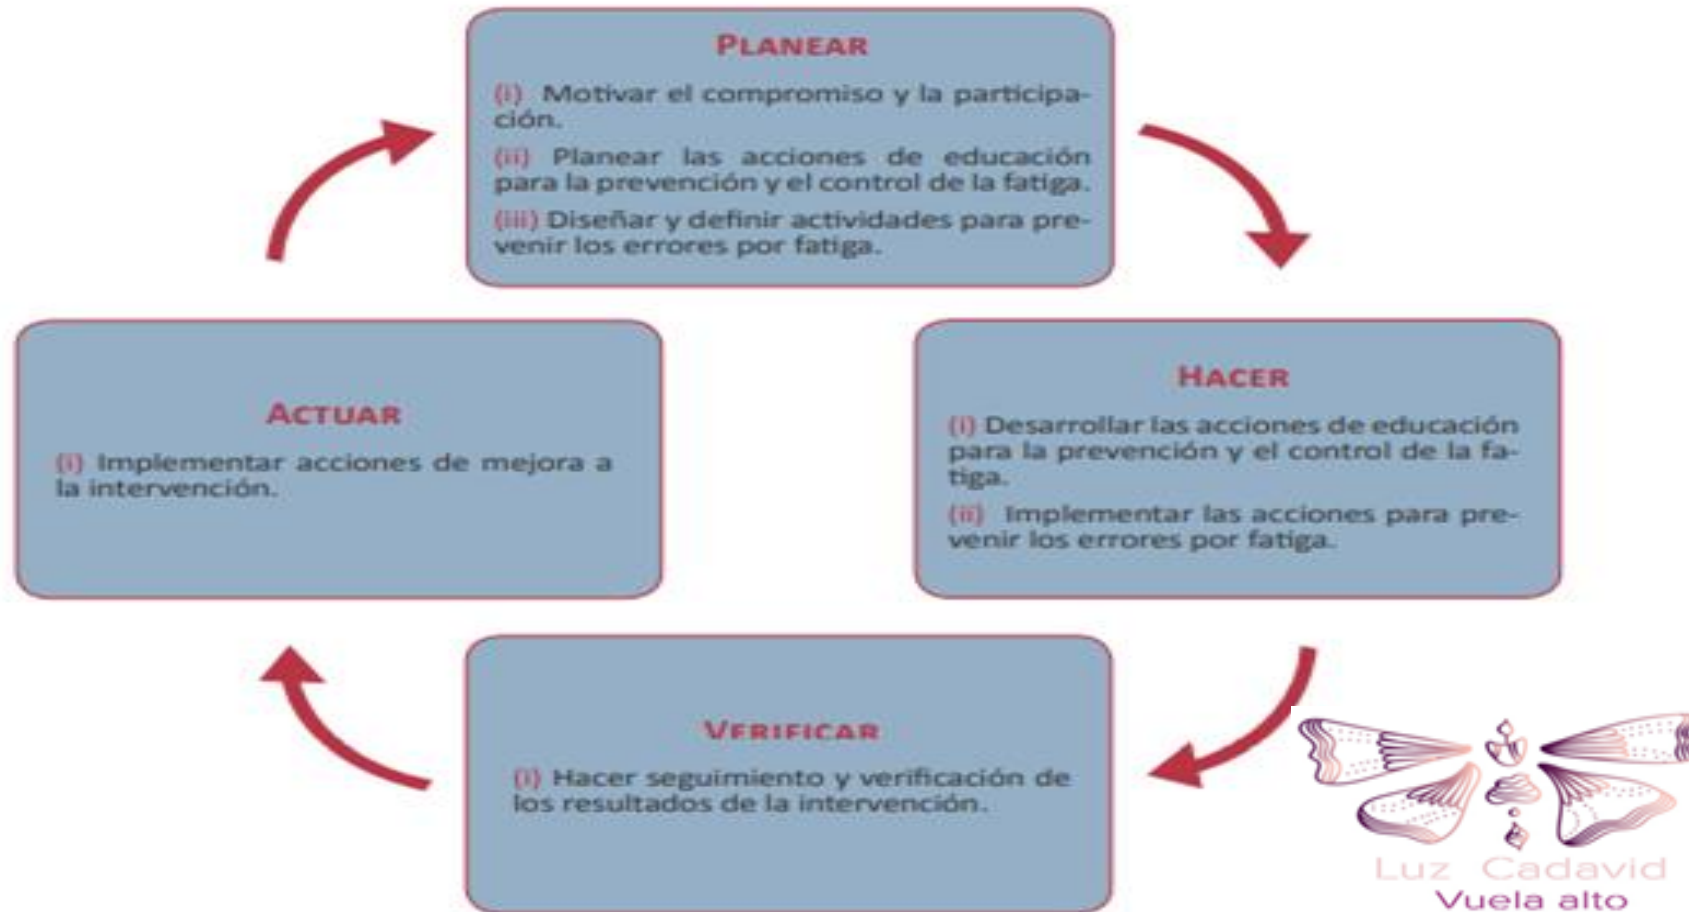 PLANEAR
(i) Motivar el compromiso y la participa-
ción.
(ii) Planear las acciones de educación
para la prevención y el control de la fatiga.
(iii) Diseñar y definir actividades para pre-
venir los errores por fatiga.
HACER
(i) Desarrollar las acciones de educación
para la prevención y el control de la fa-
tiga.
(ii) Implementar las acciones para pre-
venir los errores por fatiga.
VERIFICAR
(i) Hacer seguimiento y verificación de
los resultados de la intervención.
ACTUAR
(i) Implementar acciones de mejora a
la intervención.
Luz Cadavid
Vuela alto